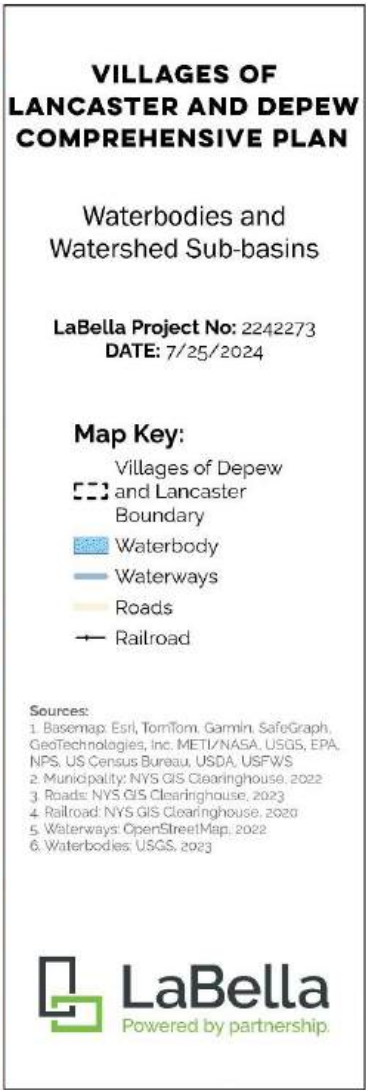 VILLAGES OF
LANCASTER AND DEPEW
COMPREHENSIVE PLAN
Waterbodies and
Watershed Sub-basins
LaBella Project No: 2242273
DATE: 7/25/2024
Map Key:
Villages of Depew
and Lancaster
Boundary
Waterbody
Waterways
Roads
Railroad
Sources:
1. Basemap: Esri, TomTom, Garmin, SafeGraph,
GeoTechnologies, Inc. METI/NASA, USGS, EPA,
NPS, US Census Bureau, USDA, USFWS
2. Municipality: NYS GIS Clearinghouse, 2022
3. Roads: NYS GIS Clearinghouse, 2023
4. Railroad: NYS GIS Clearinghouse, 2020
5. Waterways: OpenStreetMap, 2022
6. Waterbodies: USGS, 2023
LaBella
Powered by partnership.